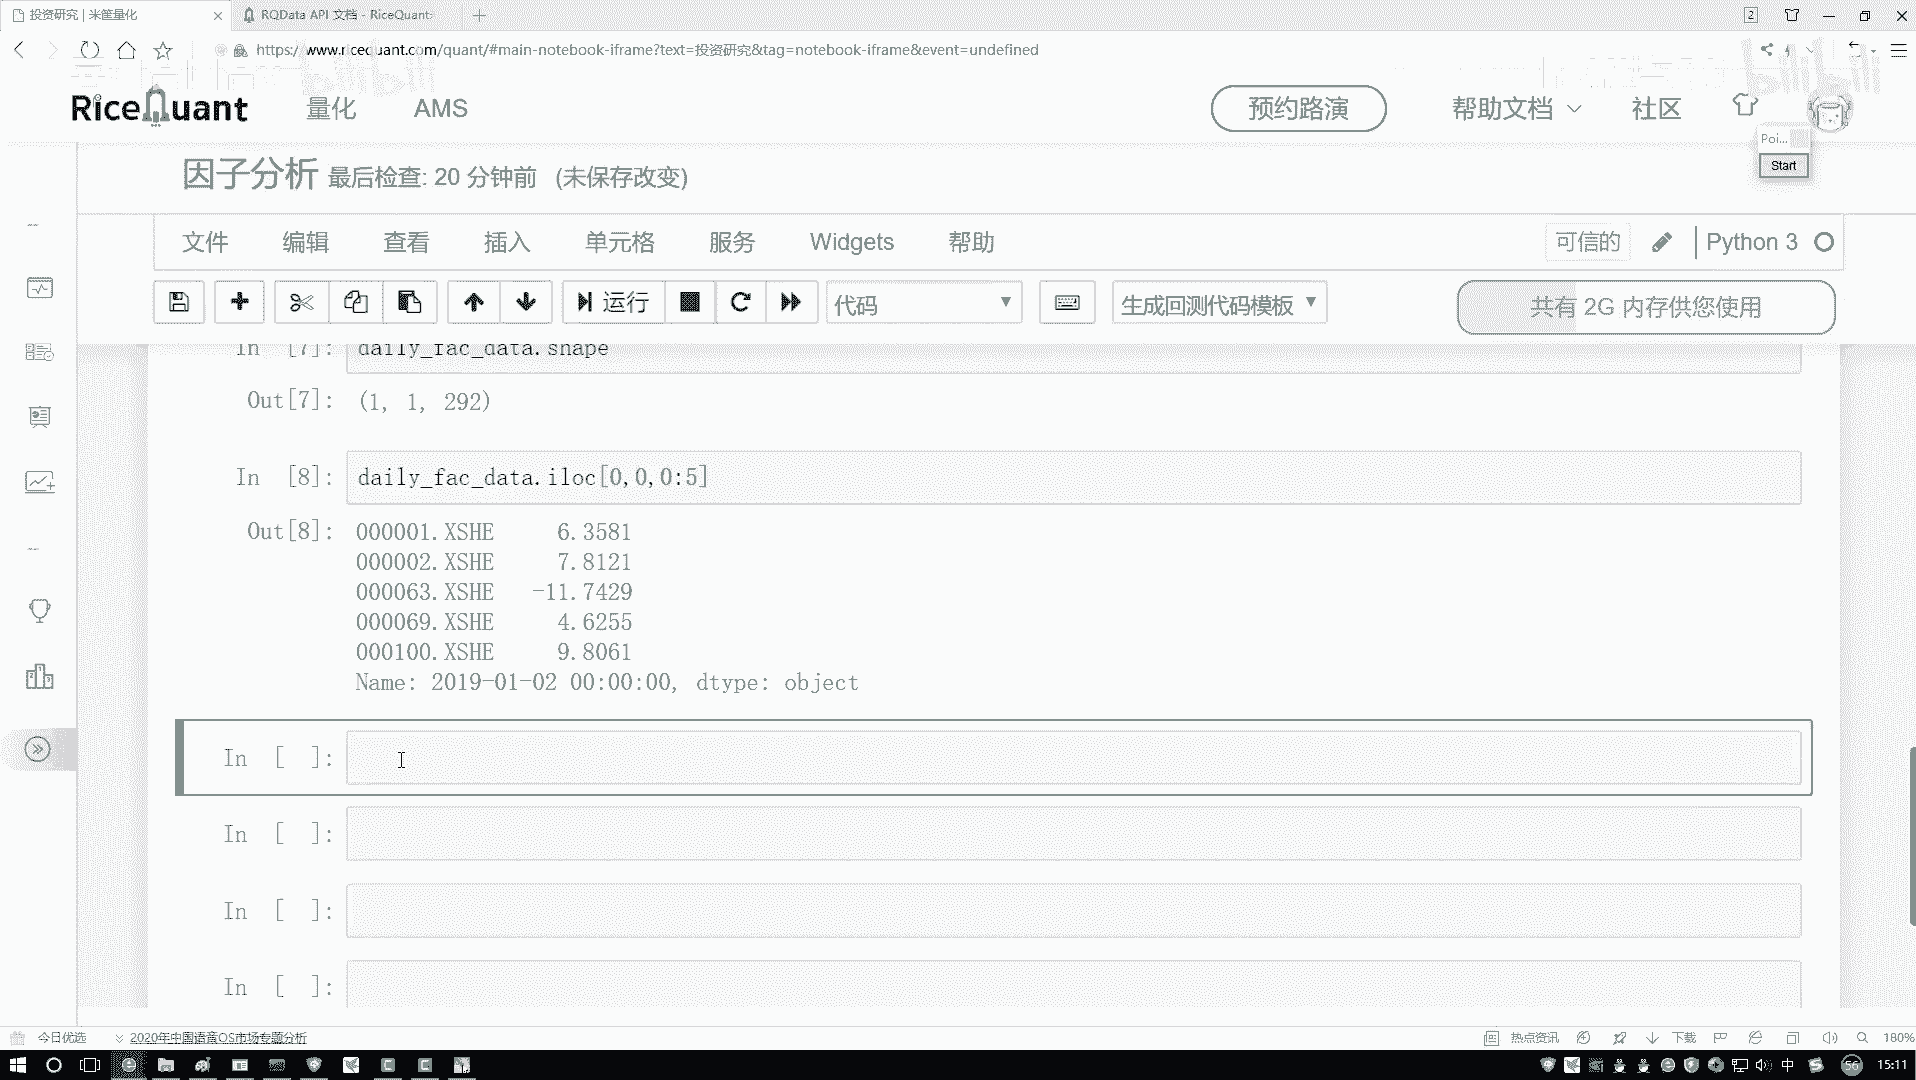 投资研究 | 米筐量化
RQData API 文档 - RiceQuant
2
https://www.ricequant.com/quant/#main-notebook-iframe?text=投资研究&tag=notebook-iframe&event=undefined
bilibili
RiceQuant 量化 AMS 预约路演 帮助文档 社区
Poi...
Start
因子分析 最后检查: 20 分钟前 (未保存改变)
文件 编辑 查看 插入 单元格 服务 Widgets 帮助 可信的 Python 3
运行 代码 生成回测代码模板 共有 2G 内存供您使用
In [7]: daily_fac_data.shape
Out[7]: (1, 1, 292)
In [8]: daily_fac_data.iloc[0,0,0:5]
Out[8]: 000001.XSHE 6.3581
000002.XSHE 7.8121
000063.XSHE -11.7429
000069.XSHE 4.6255
000100.XSHE 9.8061
Name: 2019-01-02 00:00:00, dtype: object
In [ ]:
In [ ]:
In [ ]:
In [ ]:
今日优选 2020年中国语音OS市场专题分析 热点资讯 下载 180%
中 56 15:11